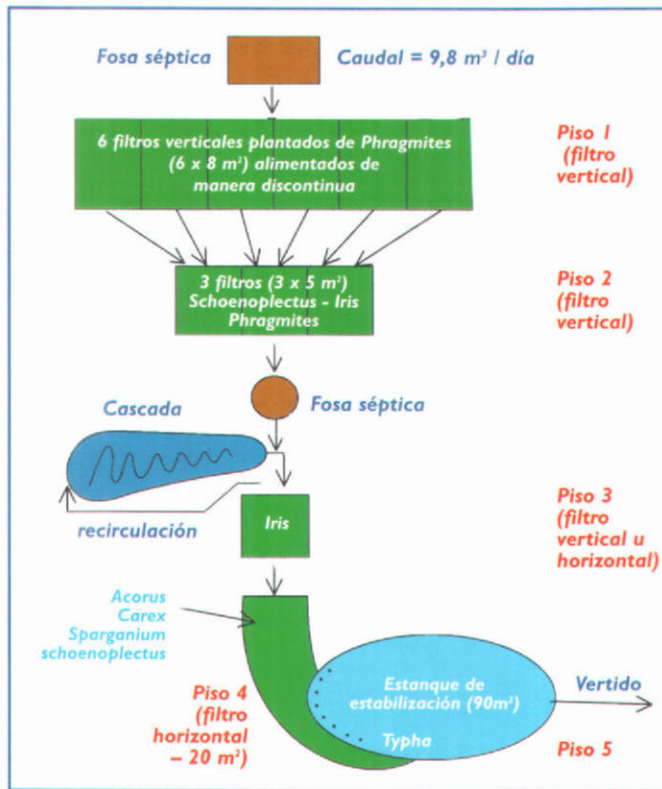 Fosa séptica
Caudal = 9,8 m³ / día
6 filtros verticales plantados de Phragmites
(6 x 8 m²) alimentados de
manera discontinua
Piso 1
(filtro
vertical)
3 filtros (3 x 5 m²)
Schoenoplectus - Iris
Phragmites
Piso 2
(filtro
vertical)
Fosa séptica
Cascada
recirculación
Iris
Piso 3
(filtro
vertical u
horizontal)
Acorus
Carex
Sparganium
schoenoplectus
Piso 4
(filtro
horizontal
– 20 m²)
Estanque de
estabilización (90m²)
Typha
Vertido
Piso 5